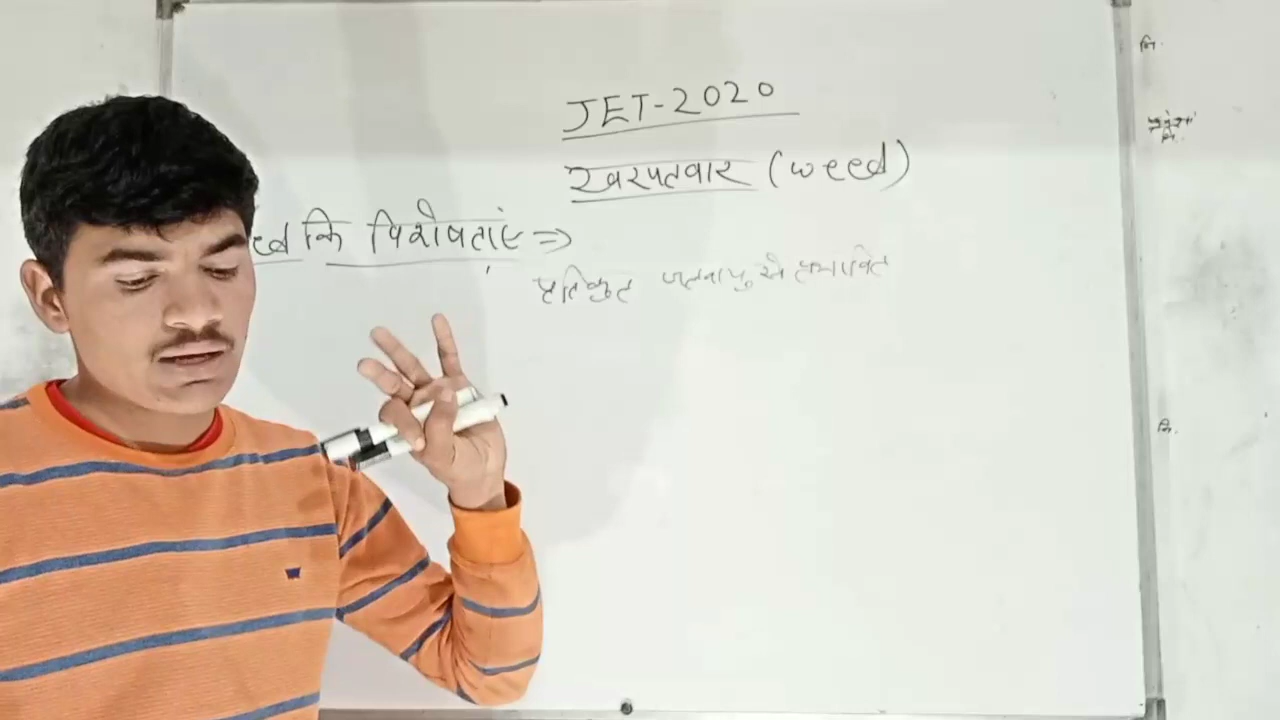 JET-2020
खरपतवार (weed)
कि विशेषताएं ⇒
प्रतिकुल जलवायु से प्रभावित
नि.
नि.
नि.